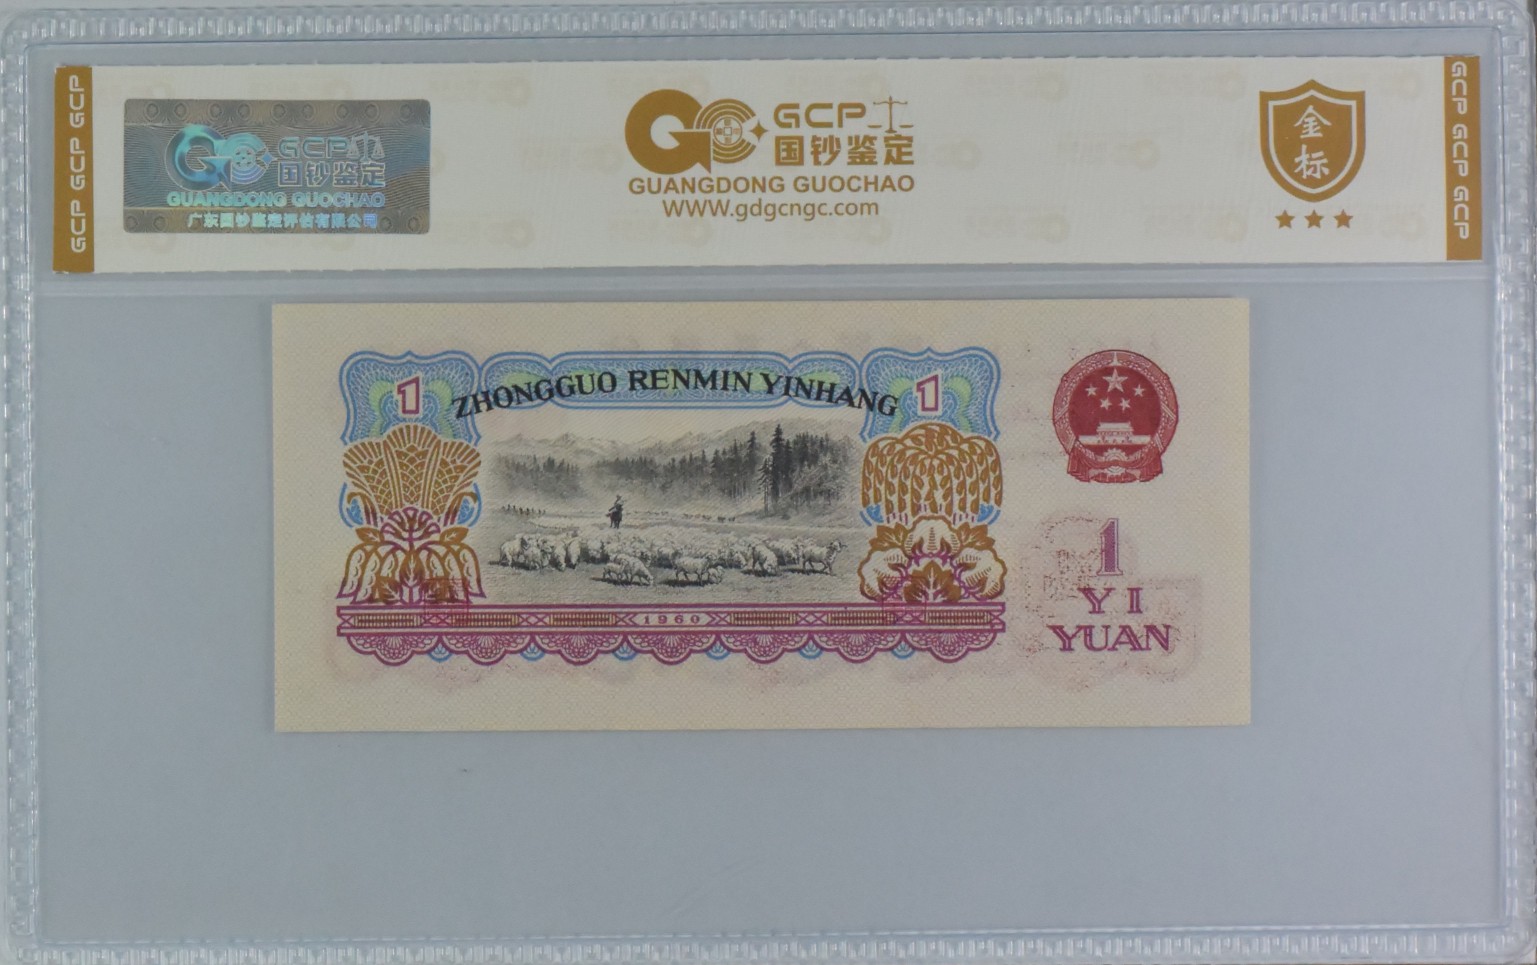 GCP GCP GCP
GCP
国钞鉴定
GUANGDONG GUOCHAO
广东国钞鉴定评估有限公司
GCP
国钞鉴定
GUANGDONG GUOCHAO
WWW.gdgcngc.com
金标
GCP GCP GCP
ZHONGGUO RENMIN YINHANG
1
1
1
YI
YUAN
1960